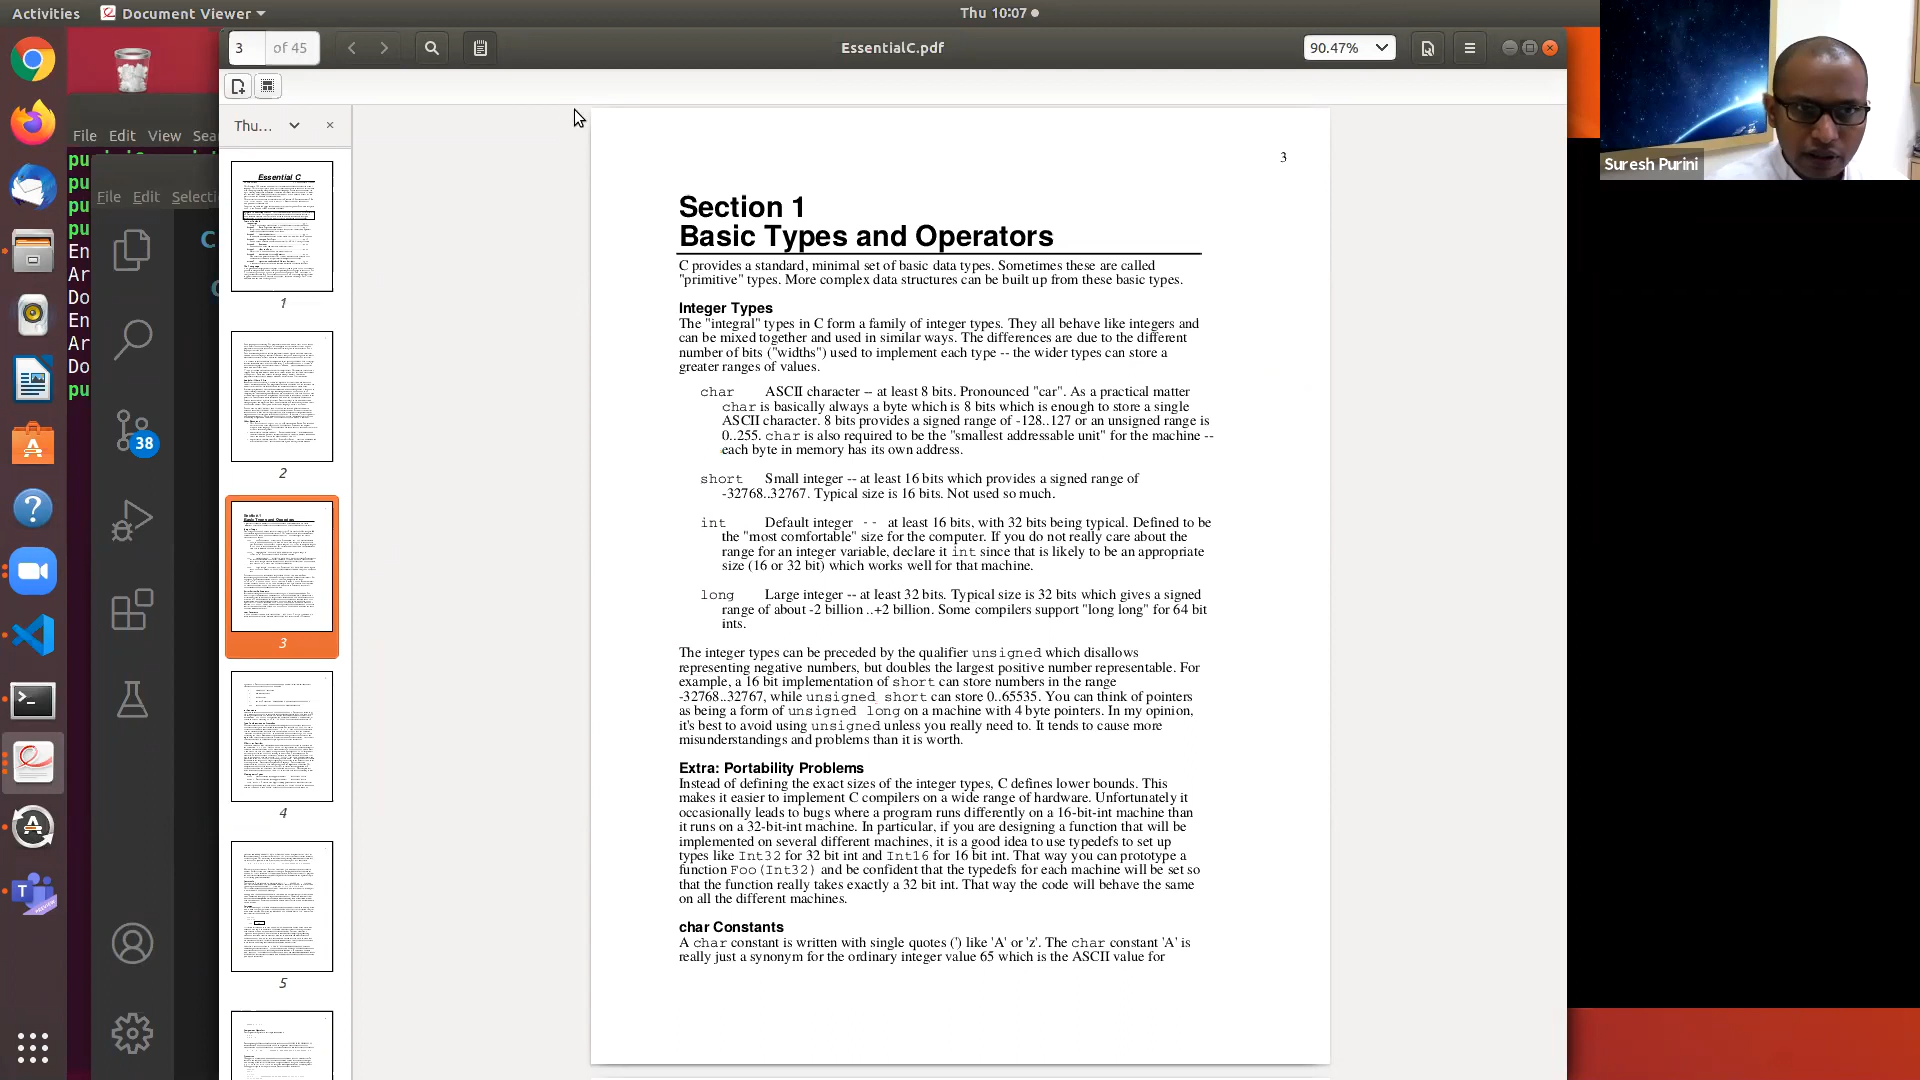 Activities
Document Viewer
Thu 10:07
3
of 45
EssentialC.pdf
90.47%
Suresh Purini
Thu...
File Edit View Sea
File Edit Selecti
pu
pu
pu
pu
En
Ar
Do
En
Ar
Do
pu
C
38
Essential C
1
2
3
4
5
3
Section 1
Basic Types and Operators
C provides a standard, minimal set of basic data types. Sometimes these are called
"primitive" types. More complex data structures can be built up from these basic types.
Integer Types
The "integral" types in C form a family of integer types. They all behave like integers and
can be mixed together and used in similar ways. The differences are due to the different
number of bits ("widths") used to implement each type -- the wider types can store a
greater ranges of values.
char ASCII character -- at least 8 bits. Pronounced "car". As a practical matter
char is basically always a byte which is 8 bits which is enough to store a single
ASCII character. 8 bits provides a signed range of -128..127 or an unsigned range is
0..255. char is also required to be the "smallest addressable unit" for the machine --
each byte in memory has its own address.
short Small integer -- at least 16 bits which provides a signed range of
-32768..32767. Typical size is 16 bits. Not used so much.
int Default integer -- at least 16 bits, with 32 bits being typical. Defined to be
the "most comfortable" size for the computer. If you do not really care about the
range for an integer variable, declare it int since that is likely to be an appropriate
size (16 or 32 bit) which works well for that machine.
long Large integer -- at least 32 bits. Typical size is 32 bits which gives a signed
range of about -2 billion ..+2 billion. Some compilers support "long long" for 64 bit
ints.
The integer types can be preceded by the qualifier unsigned which disallows
representing negative numbers, but doubles the largest positive number representable. For
example, a 16 bit implementation of short can store numbers in the range
-32768..32767, while unsigned short can store 0..65535. You can think of pointers
as being a form of unsigned long on a machine with 4 byte pointers. In my opinion,
it's best to avoid using unsigned unless you really need to. It tends to cause more
misunderstandings and problems than it is worth.
Extra: Portability Problems
Instead of defining the exact sizes of the integer types, C defines lower bounds. This
makes it easier to implement C compilers on a wide range of hardware. Unfortunately it
occasionally leads to bugs where a program runs differently on a 16-bit-int machine than
it runs on a 32-bit-int machine. In particular, if you are designing a function that will be
implemented on several different machines, it is a good idea to use typedefs to set up
types like Int32 for 32 bit int and Int16 for 16 bit int. That way you can prototype a
function Foo(Int32) and be confident that the typedefs for each machine will be set so
that the function really takes exactly a 32 bit int. That way the code will behave the same
on all the different machines.
char Constants
A char constant is written with single quotes (') like 'A' or 'z'. The char constant 'A' is
really just a synonym for the ordinary integer value 65 which is the ASCII value for